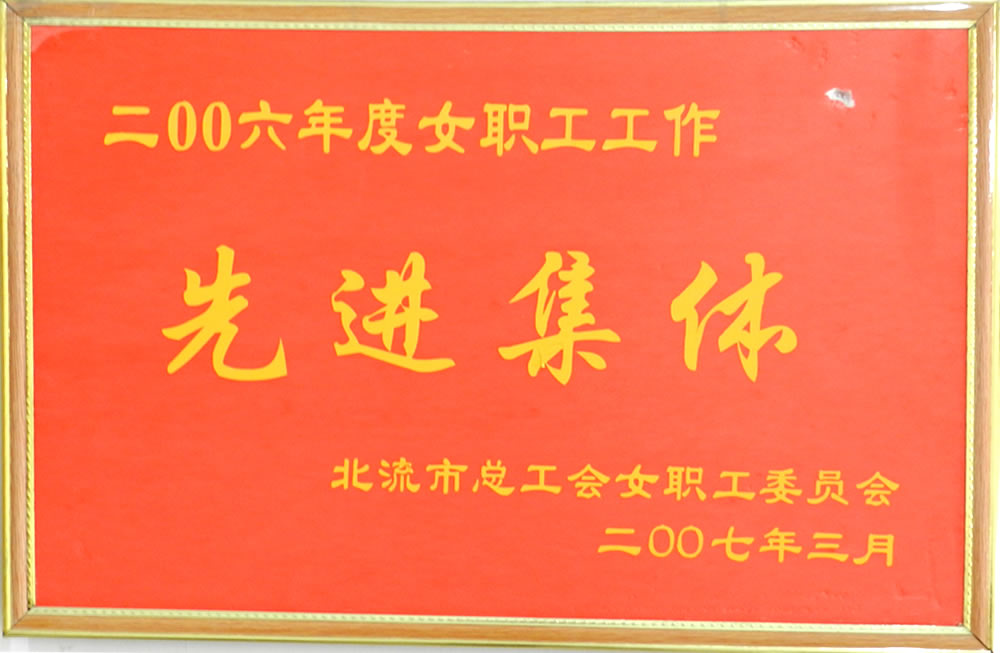 二00六年度女职工工作
先进集体
北流市总工会女职工委员会
二00七年三月